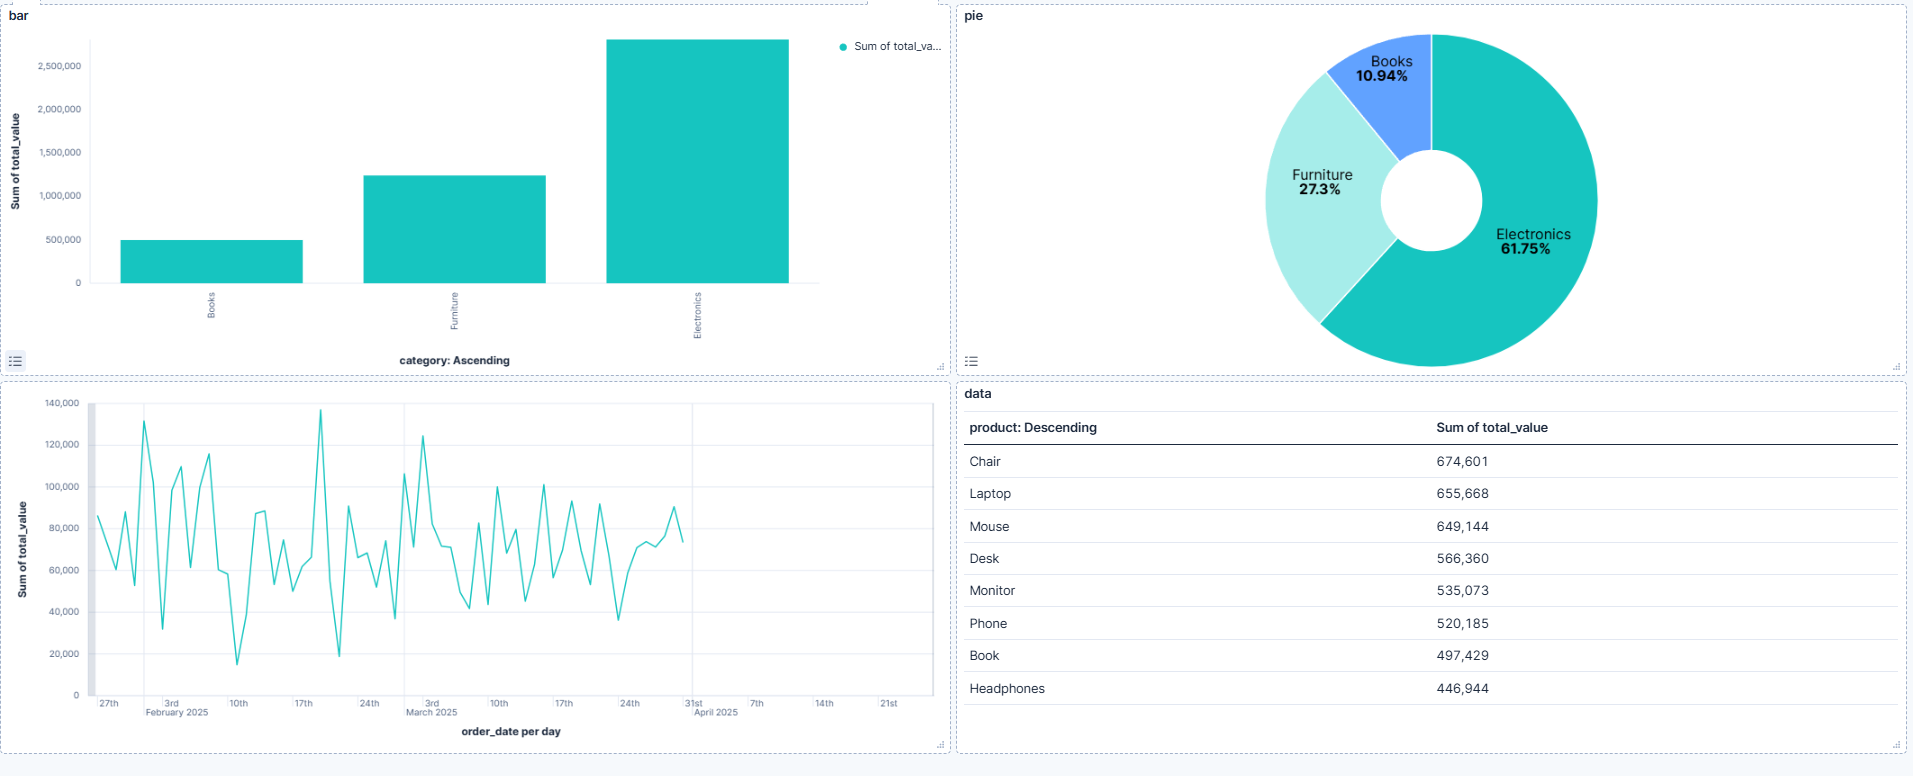 bar
Sum of total_va...
Sum of total_value
2,500,000
2,000,000
1,500,000
1,000,000
500,000
0
Books
Furniture
Electronics
category: Ascending
pie
Books
10.94%
Furniture
27.3%
Electronics
61.75%
Sum of total_value
140,000
120,000
100,000
80,000
60,000
40,000
20,000
0
27th 3rd 10th 17th 24th 3rd 10th 17th 24th 31st 7th 14th 21st
February 2025 March 2025 April 2025
order_date per day
data
product: Descending Sum of total_value
Chair 674,601
Laptop 655,668
Mouse 649,144
Desk 566,360
Monitor 535,073
Phone 520,185
Book 497,429
Headphones 446,944